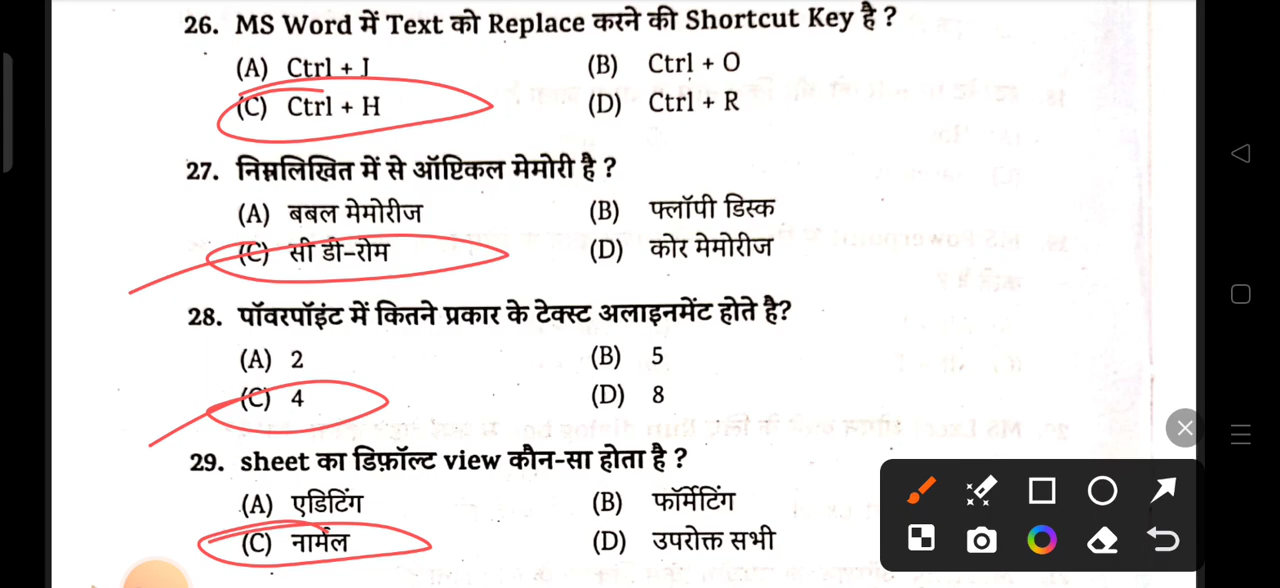 26. MS Word में Text को Replace करने की Shortcut Key है ?
(A) Ctrl + J (B) Ctrl + O
(C) Ctrl + H (D) Ctrl + R
27. निम्नलिखित में से ऑप्टिकल मेमोरी है ?
(A) बबल मेमोरीज (B) फ्लॉपी डिस्क
(C) सी डी-रोम (D) कोर मेमोरीज
28. पॉवरपॉइंट में कितने प्रकार के टेक्स्ट अलाइनमेंट होते है?
(A) 2 (B) 5
(C) 4 (D) 8
29. sheet का डिफ़ॉल्ट view कौन-सा होता है ?
(A) एडिटिंग (B) फॉर्मेटिंग
(C) नार्मल (D) उपरोक्त सभी